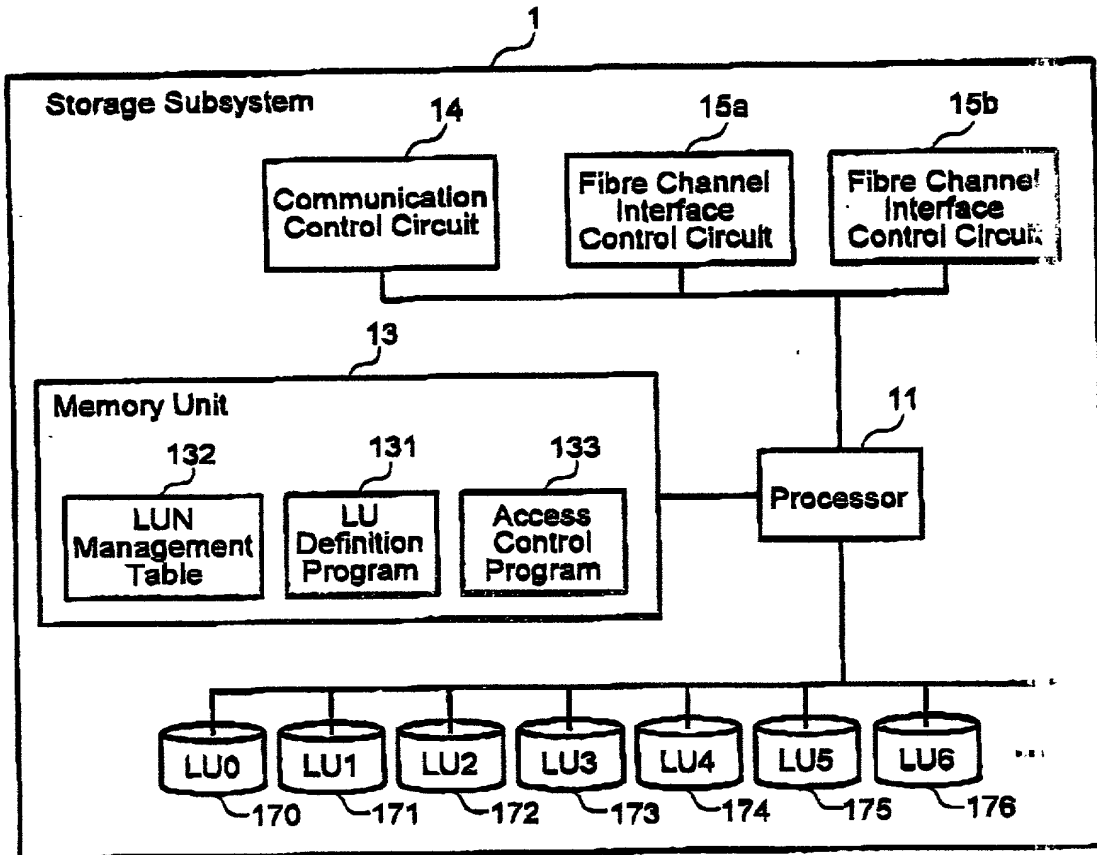 1
Storage Subsystem
14
15a
15b
Communication
Control Circuit
Fibre Channel
Interface
Control Circuit
Fibre Channel
Interface
Control Circuit
13
Memory Unit
11
132
131
133
LUN
Management
Table
LU
Definition
Program
Access
Control
Program
Processor
LU0
LU1
LU2
LU3
LU4
LU5
LU6
170
171
172
173
174
175
176